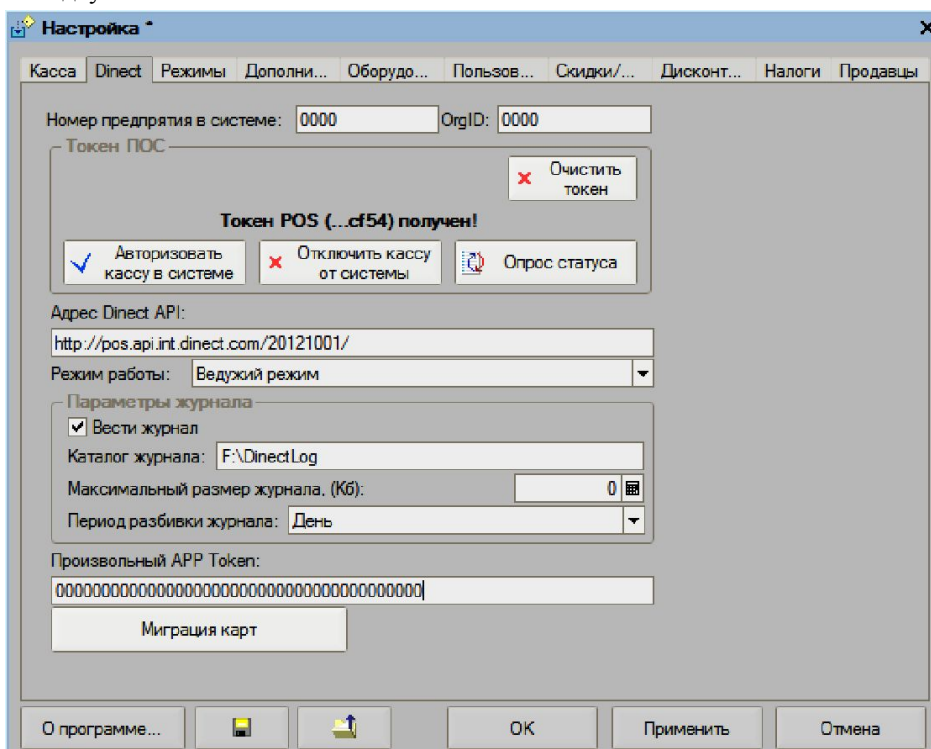 Настройка *
Касса Dinect Режимы Дополни... Оборудо... Пользов... Скидки/... Дисконт... Налоги Продавцы
Номер предпрятия в системе: 0000 OrgID: 0000
Токен ПОС
Очистить
токен
Токен POS (...cf54) получен!
Авторизовать
кассу в системе
Отключить кассу
от системы
Опрос статуса
Адрес Dinect API:
http://pos.api.int.dinect.com/20121001/
Режим работы: Ведужий режим
Параметры журнала
Вести журнал
Каталог журнала: F:\DinectLog
Максимальный размер журнала, (Кб): 0
Период разбивки журнала: День
Произвольный APP Token:
0000000000000000000000000000000000000000
Миграция карт
О программе... OK Применить Отмена